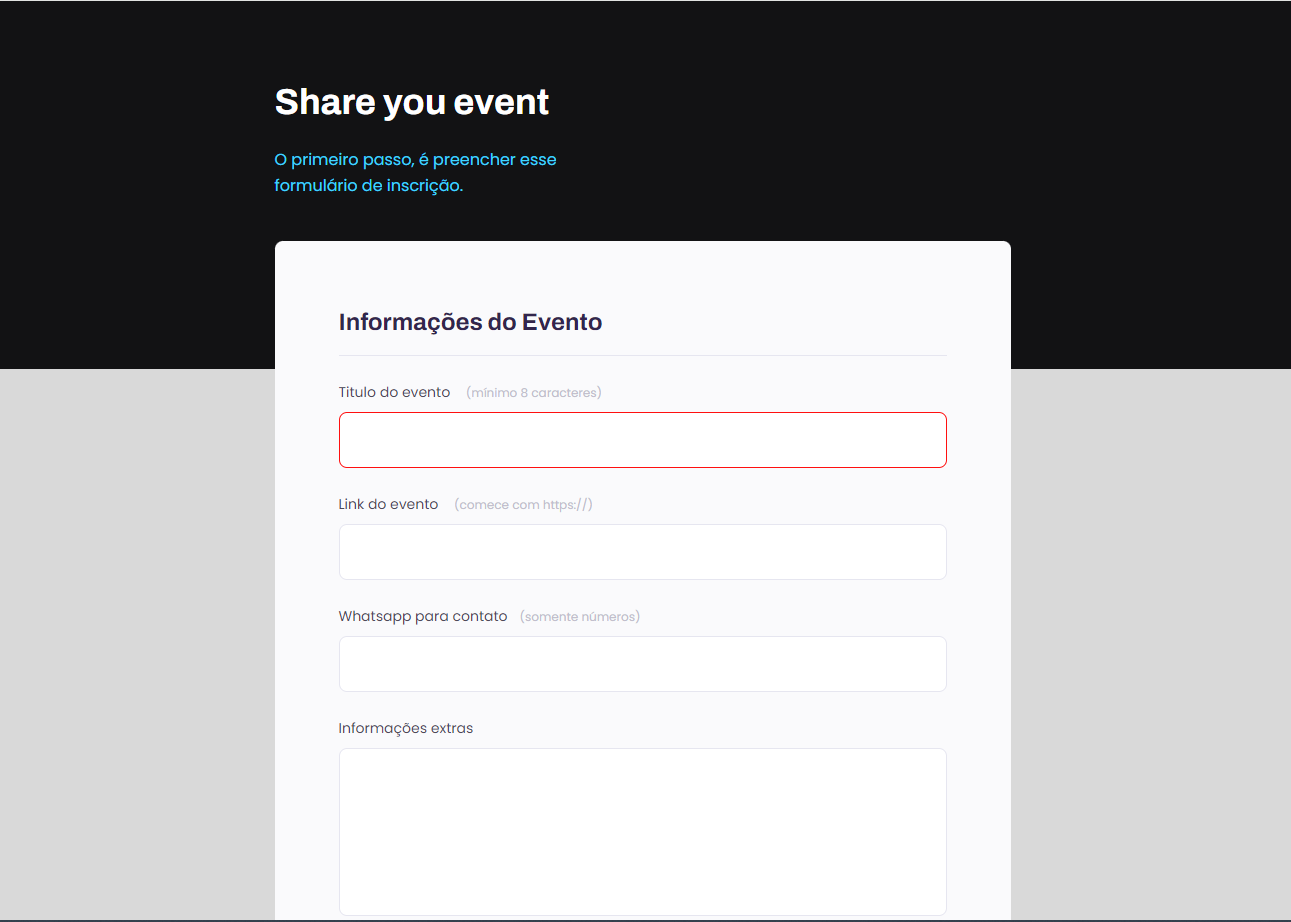 Share you event
O primeiro passo, é preencher esse
formulário de inscrição.
Informações do Evento
Titulo do evento (mínimo 8 caracteres)
Link do evento (comece com https://)
Whatsapp para contato (somente números)
Informações extras